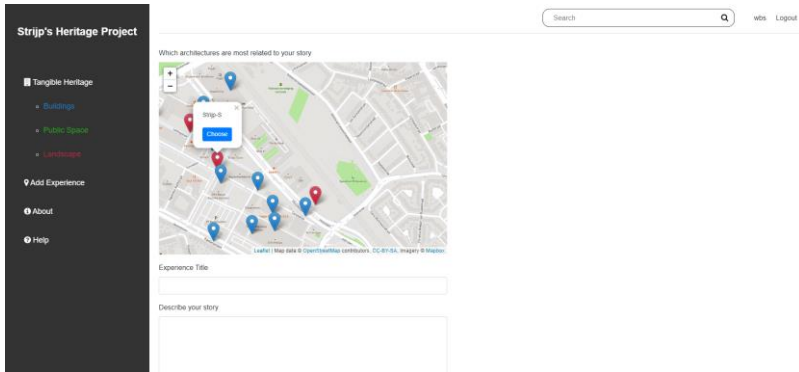 Strijp's Heritage Project
Search
wbs Logout
Tangible Heritage
Buildings
Public Space
Landscape
Add Experience
About
Help
Which architectures are most related to your story
+
−
Strijp-S
×
Choose
Leaflet | Map data © OpenStreetMap contributors, CC-BY-SA, Imagery © Mapbox
Experience Title
Describe your story